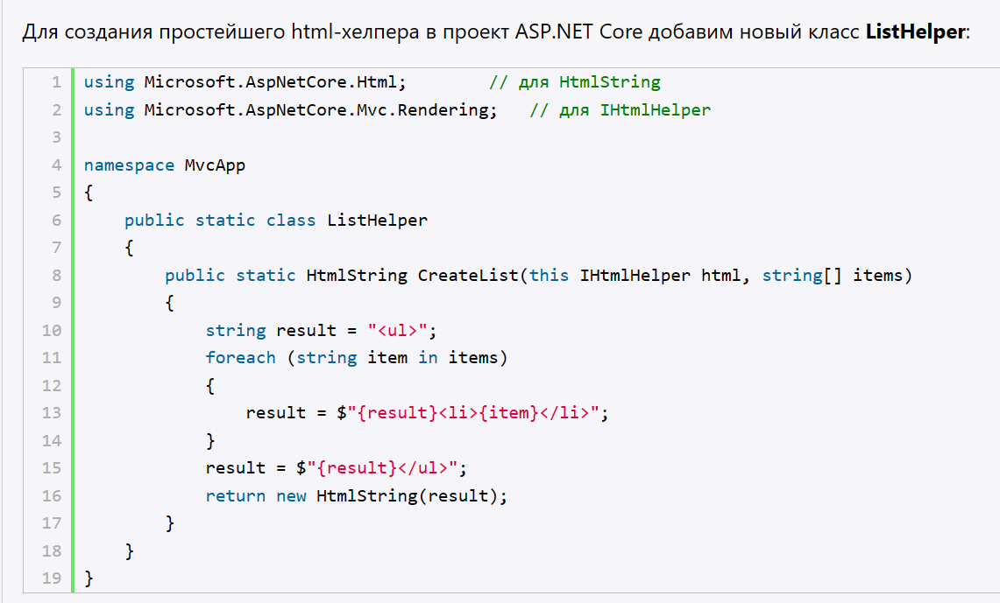 Для создания простейшего html-хелпера в проект ASP.NET Core добавим новый класс ListHelper:
1 using Microsoft.AspNetCore.Html;        // для HtmlString
2 using Microsoft.AspNetCore.Mvc.Rendering;   // для IHtmlHelper
3
4 namespace MvcApp
5 {
6     public static class ListHelper
7     {
8         public static HtmlString CreateList(this IHtmlHelper html, string[] items)
9         {
10             string result = "<ul>";
11             foreach (string item in items)
12             {
13                 result = $"{result}<li>{item}</li>";
14             }
15             result = $"{result}</ul>";
16             return new HtmlString(result);
17         }
18     }
19 }